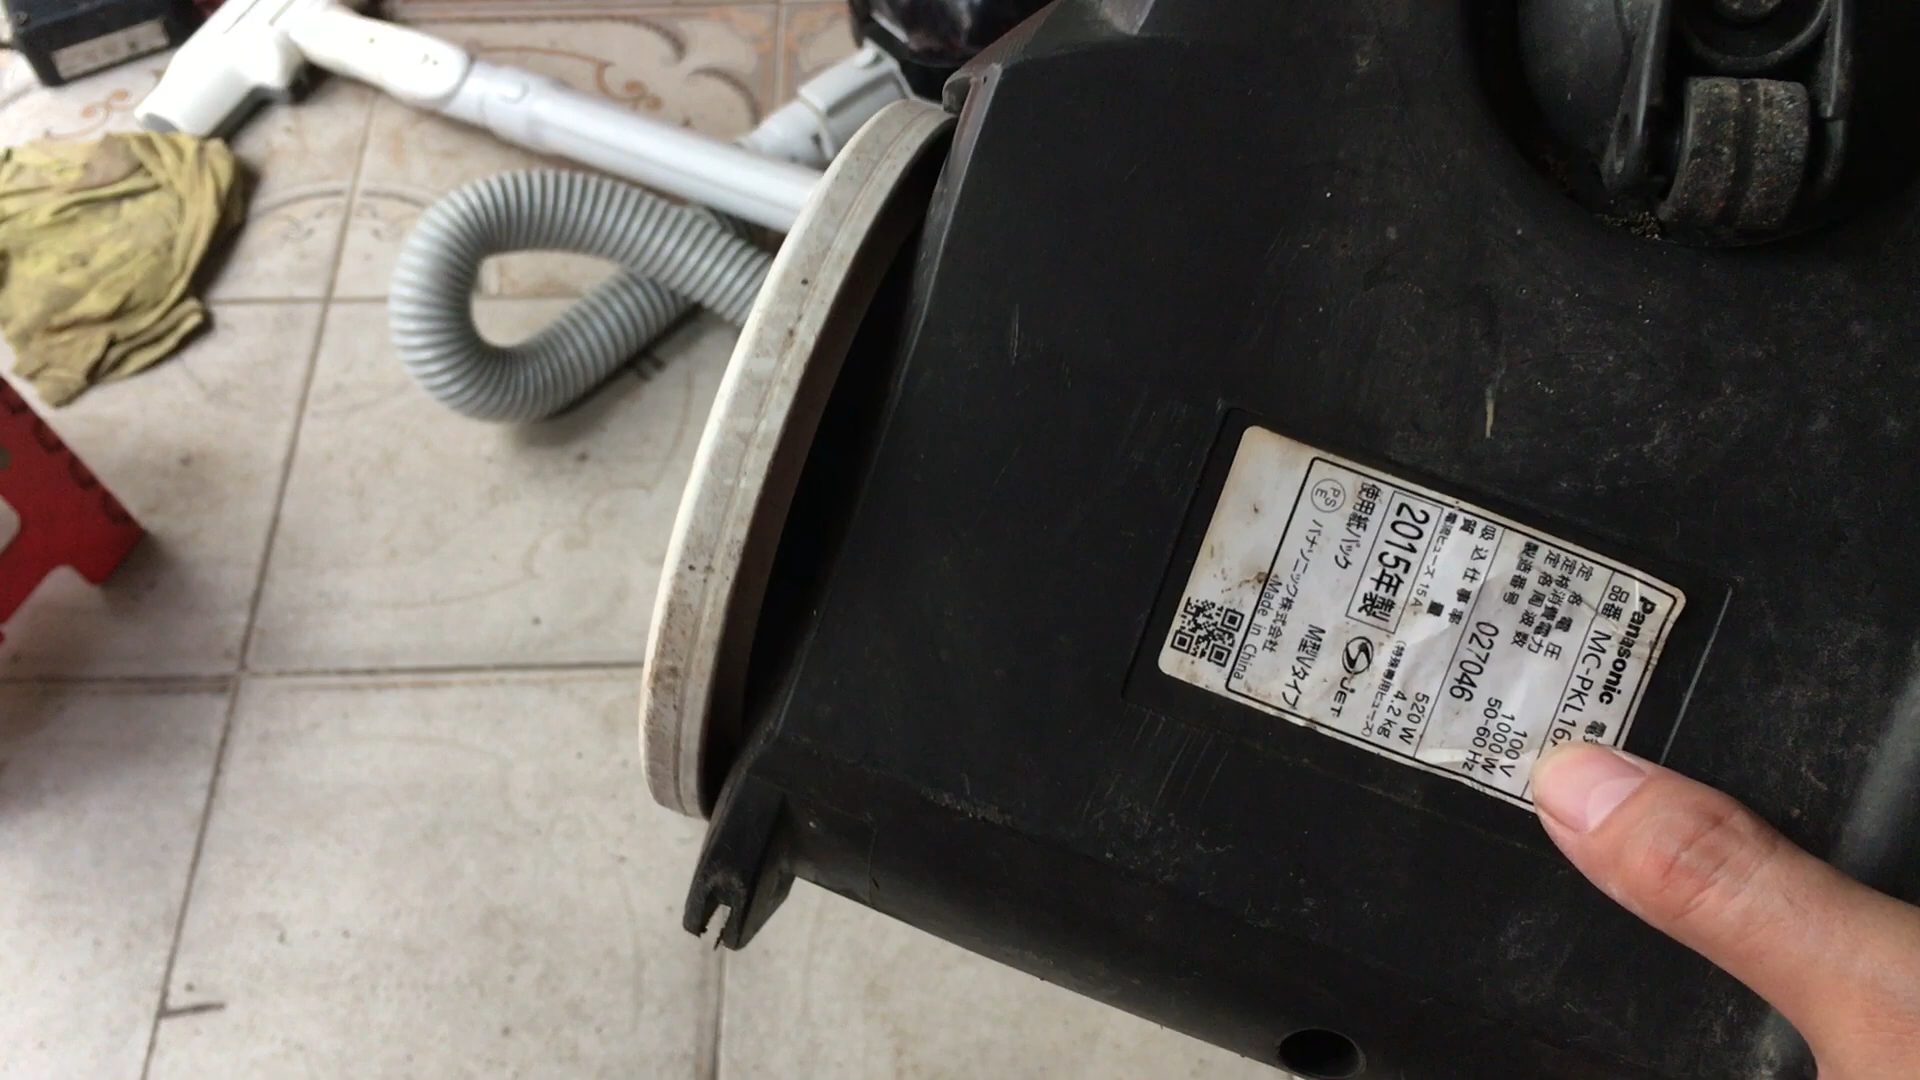 Panasonic 電
品番 MC-PKL16
定格電圧 100V
定格消費電力 1000W
定格周波数 50-60Hz
製造番号 027046
吸込仕事率 520W
質量 4.2kg
電流ヒューズ 15A (特殊専用ヒューズ)
2015年製 S-JET
使用紙パック M型Vタイプ
PSE パナソニック株式会社
Made in China